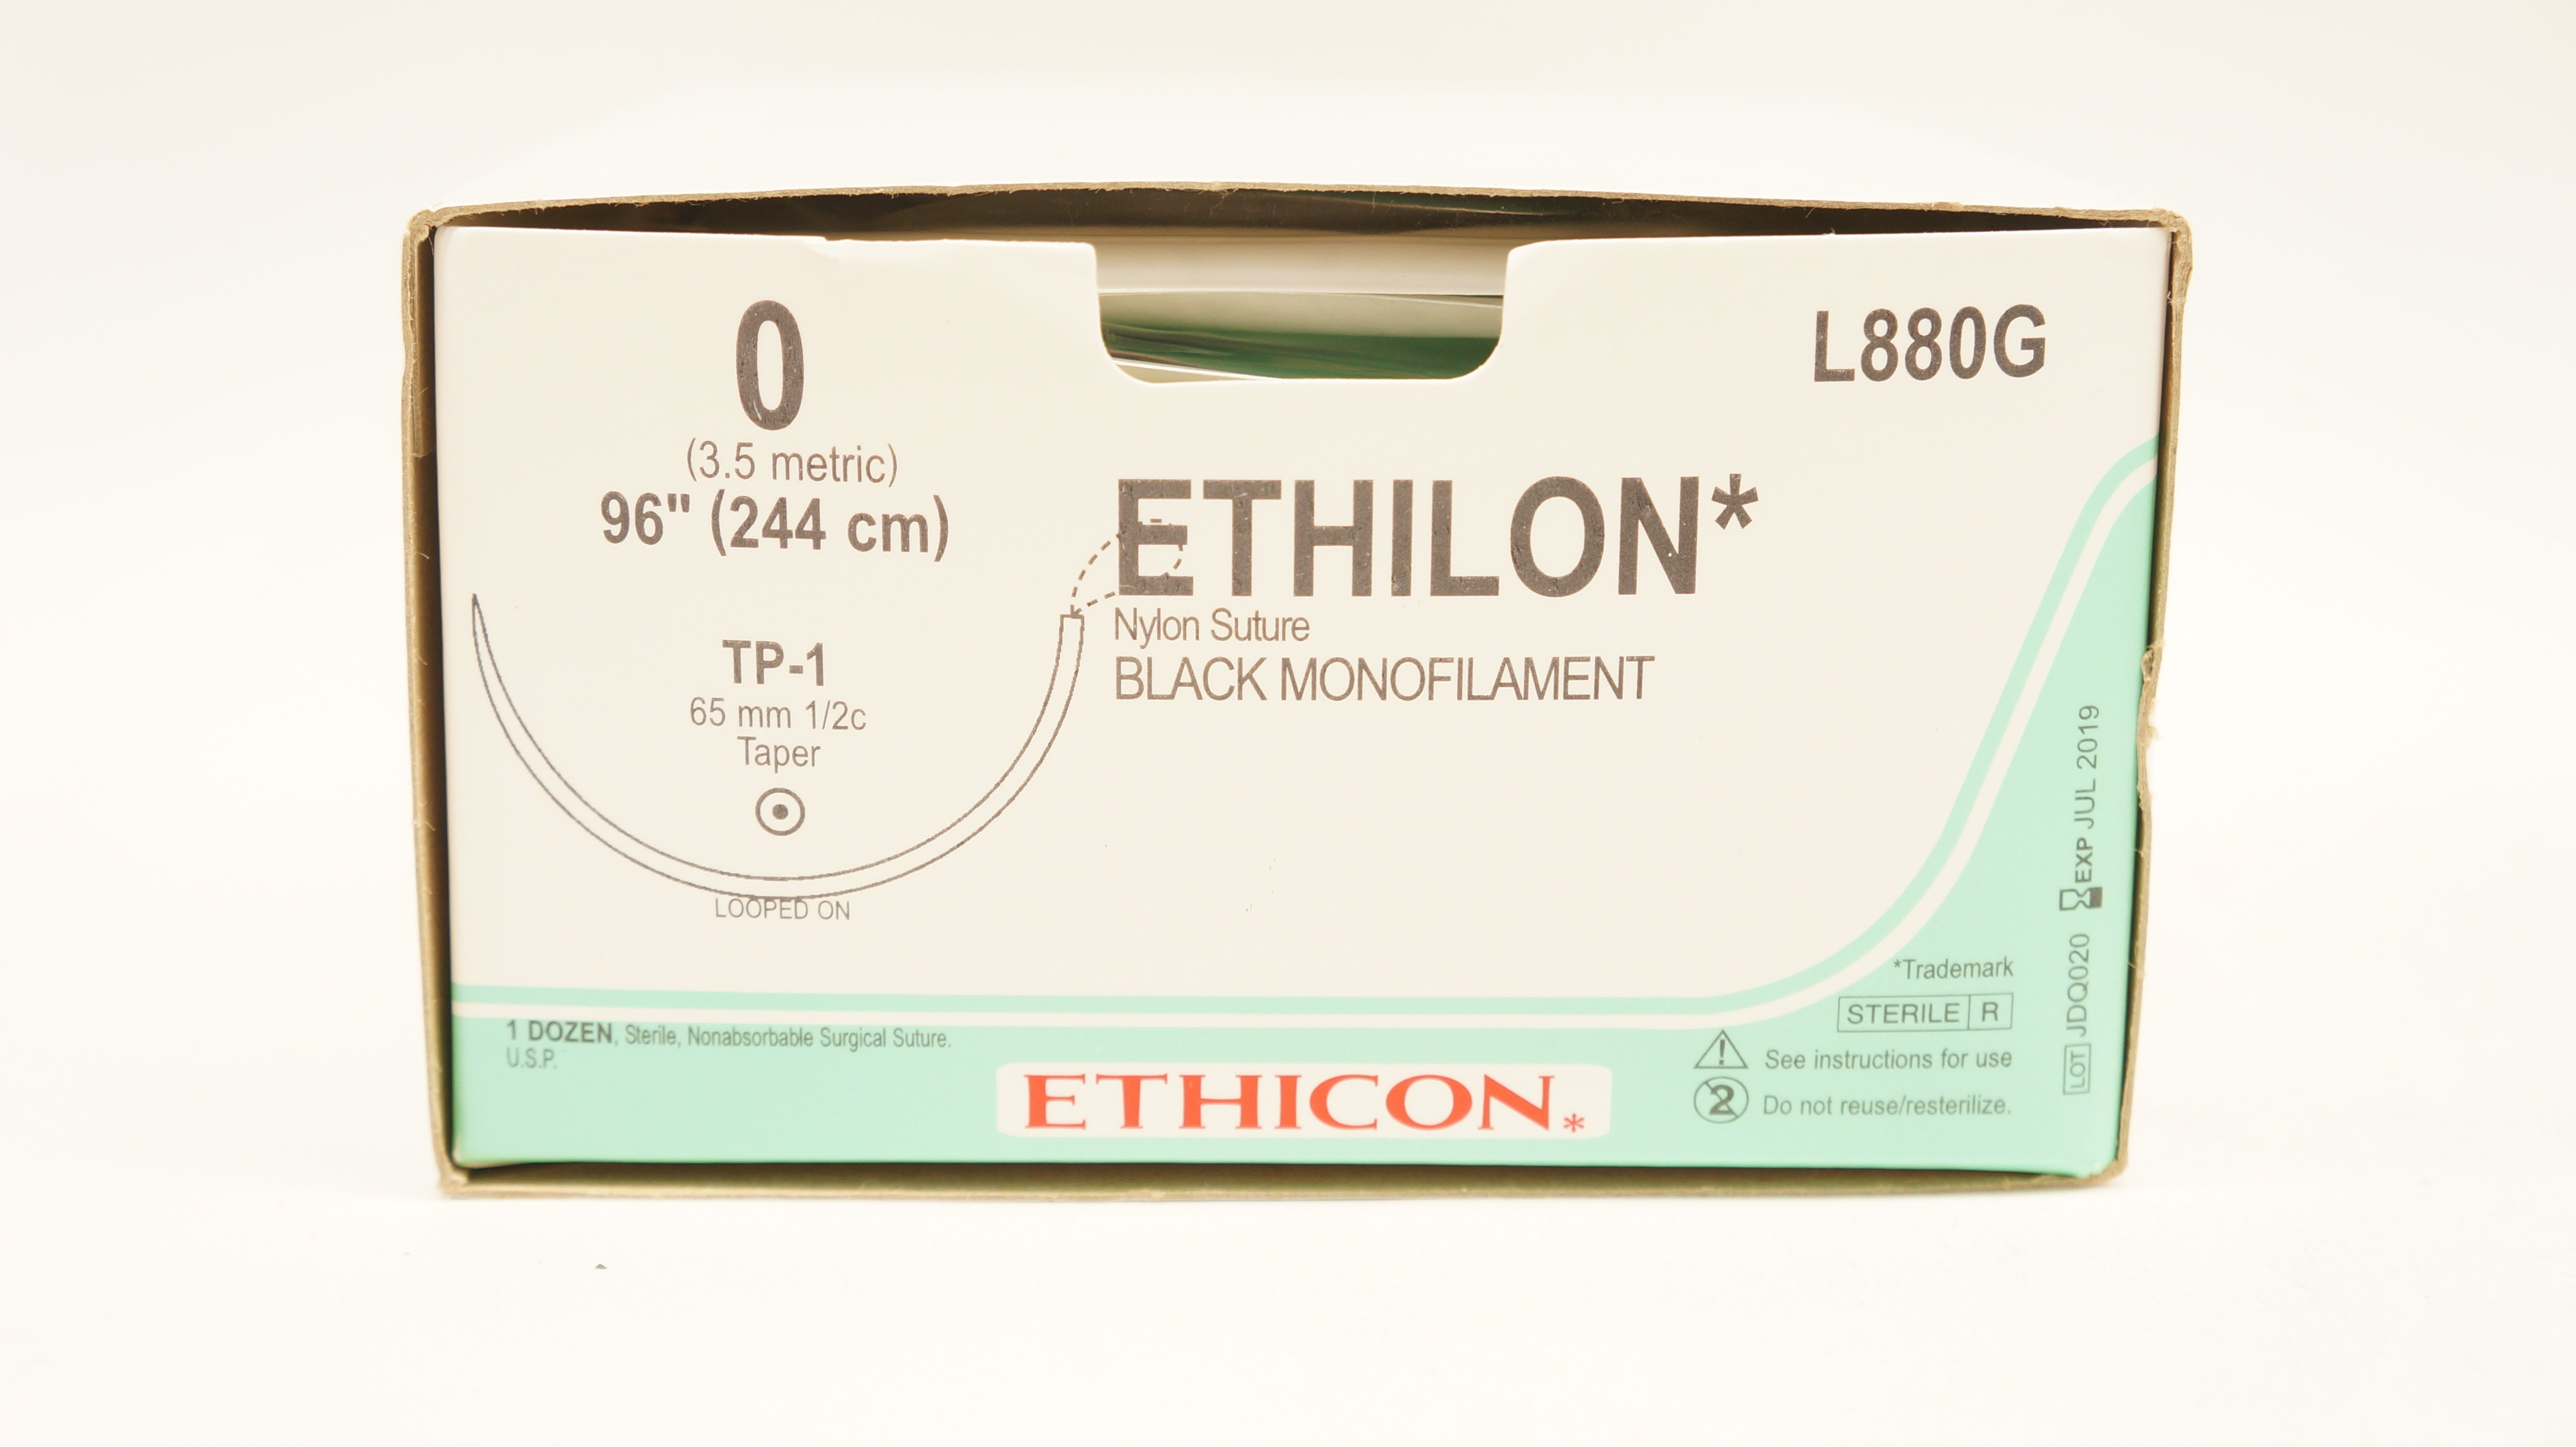 0
(3.5 metric)
96" (244 cm)
TP-1
65 mm 1/2c
Taper
LOOPED ON
L880G
ETHILON*
Nylon Suture
BLACK MONOFILAMENT
1 DOZEN, Sterile, Nonabsorbable Surgical Suture.
U.S.P.
ETHICON*
*Trademark
STERILE R
See instructions for use
2 Do not reuse/resterilize.
LOT JDQ020 EXP JUL 2019